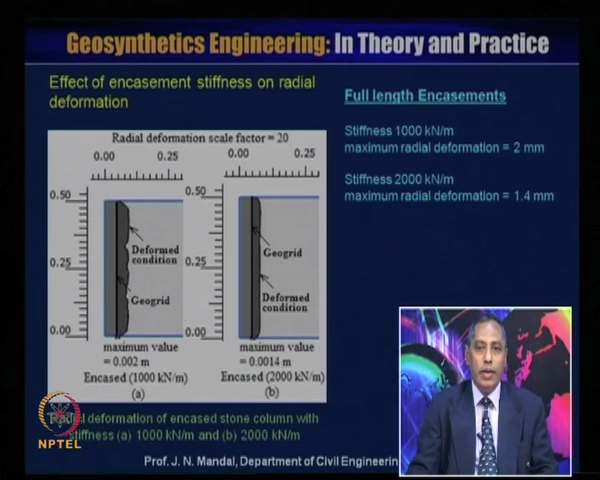 Geosynthetics Engineering: In Theory and Practice
Effect of encasement stiffness on radial
deformation
Radial deformation scale factor = 20
0.00 0.25 0.00 0.25
0.50 0.50
0.25 0.25
0.00 0.00
Deformed
condition
Geogrid
Geogrid
Deformed
condition
maximum value
= 0.002 m
Encased (1000 kN/m)
(a)
maximum value
= 0.0014 m
Encased (2000 kN/m)
(b)
Radial deformation of encased stone column with
stiffness (a) 1000 kN/m and (b) 2000 kN/m
Full length Encasements
Stiffness 1000 kN/m
maximum radial deformation = 2 mm
Stiffness 2000 kN/m
maximum radial deformation = 1.4 mm
NPTEL
Prof. J. N. Mandal, Department of Civil Engineerin